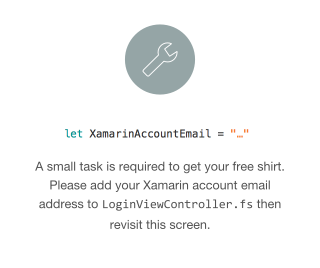 let XamarinAccountEmail = "…"
A small task is required to get your free shirt.
Please add your Xamarin account email
address to LoginViewController.fs then
revisit this screen.